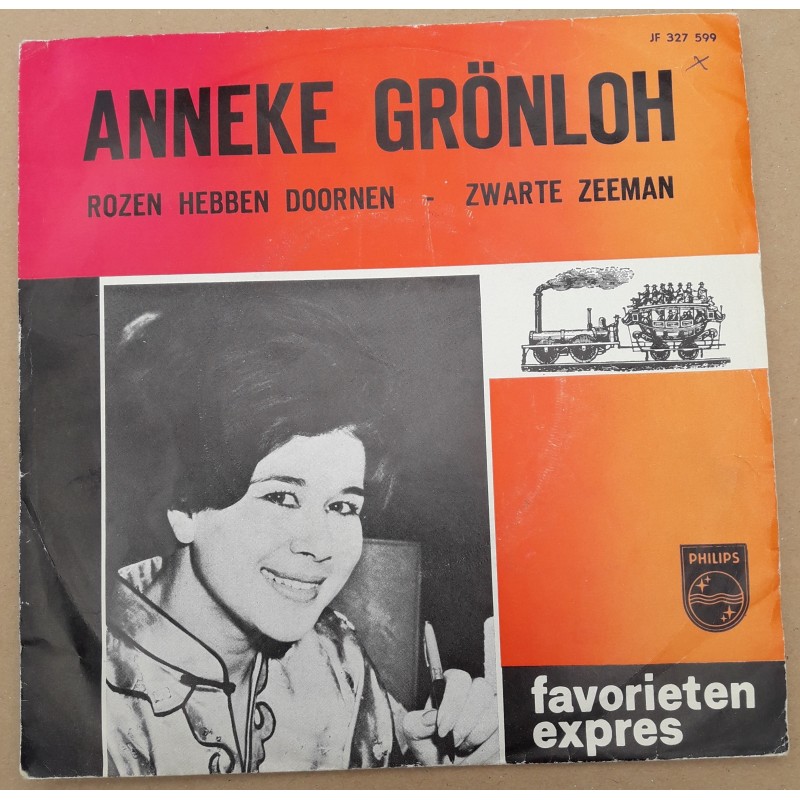 JF 327 599
ANNEKE GRÖNLOH
ROZEN HEBBEN DOORNEN - ZWARTE ZEEMAN
PHILIPS
favorieten
expres